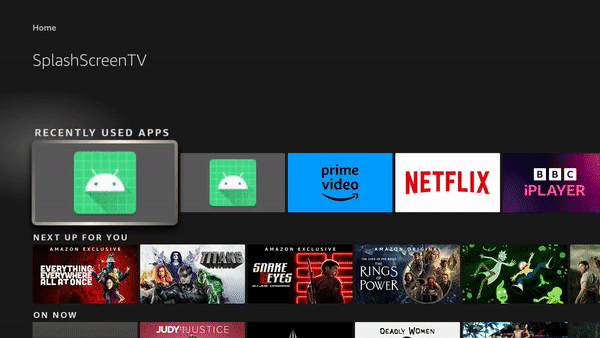 Home
SplashScreenTV
RECENTLY USED APPS
prime video
NETFLIX
BBC iPLAYER
NEXT UP FOR YOU
AMAZON EXCLUSIVE
EVERYTHING EVERYWHERE ALL AT ONCE
TITANS
AMAZON EXCLUSIVE
SNAKE EYES
AMAZON ORIGINAL
THE RINGS OF POWER
ON NOW
JUDY JUSTICE
DEADLY WOMEN